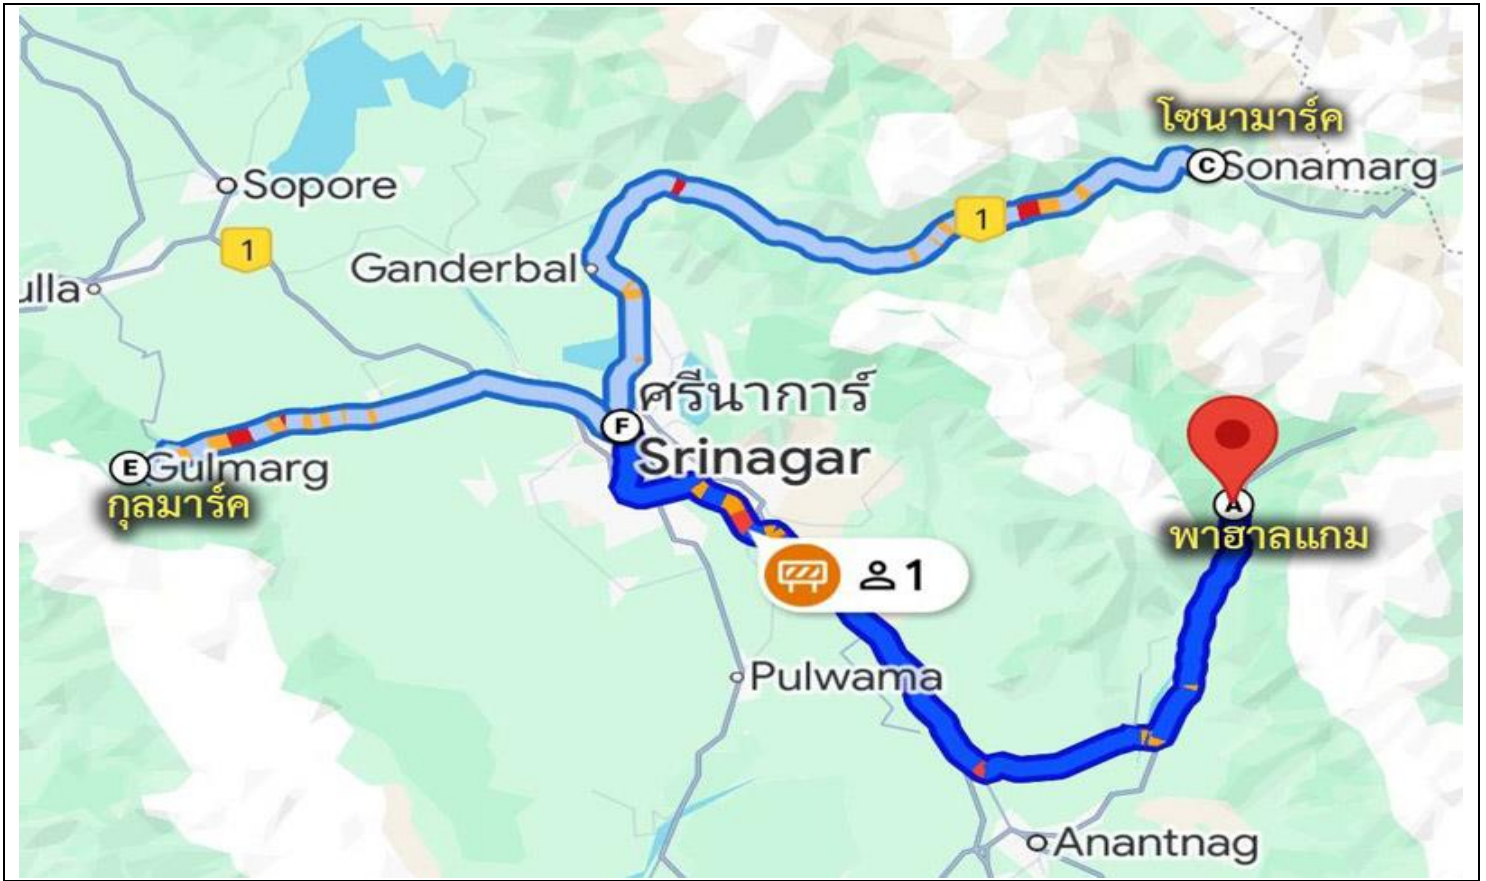 โซนามาร์ค
C Sonamarg
Sopore
1
1
Ganderbal
ulla
ศรีนาการ์
F
Srinagar
E Gulmarg
กุลมาร์ค
A
พาฮาลแกม
1
Pulwama
Anantnag